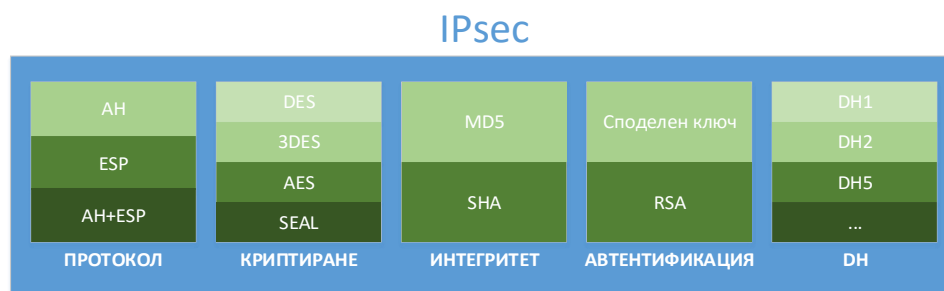 IPsec
AH
ESP
AH+ESP
ПРОТОКОЛ
DES
3DES
AES
SEAL
КРИПТИРАНЕ
MD5
SHA
ИНТЕГРИТЕТ
Споделен ключ
RSA
АВТЕНТИФИКАЦИЯ
DH1
DH2
DH5
...
DH